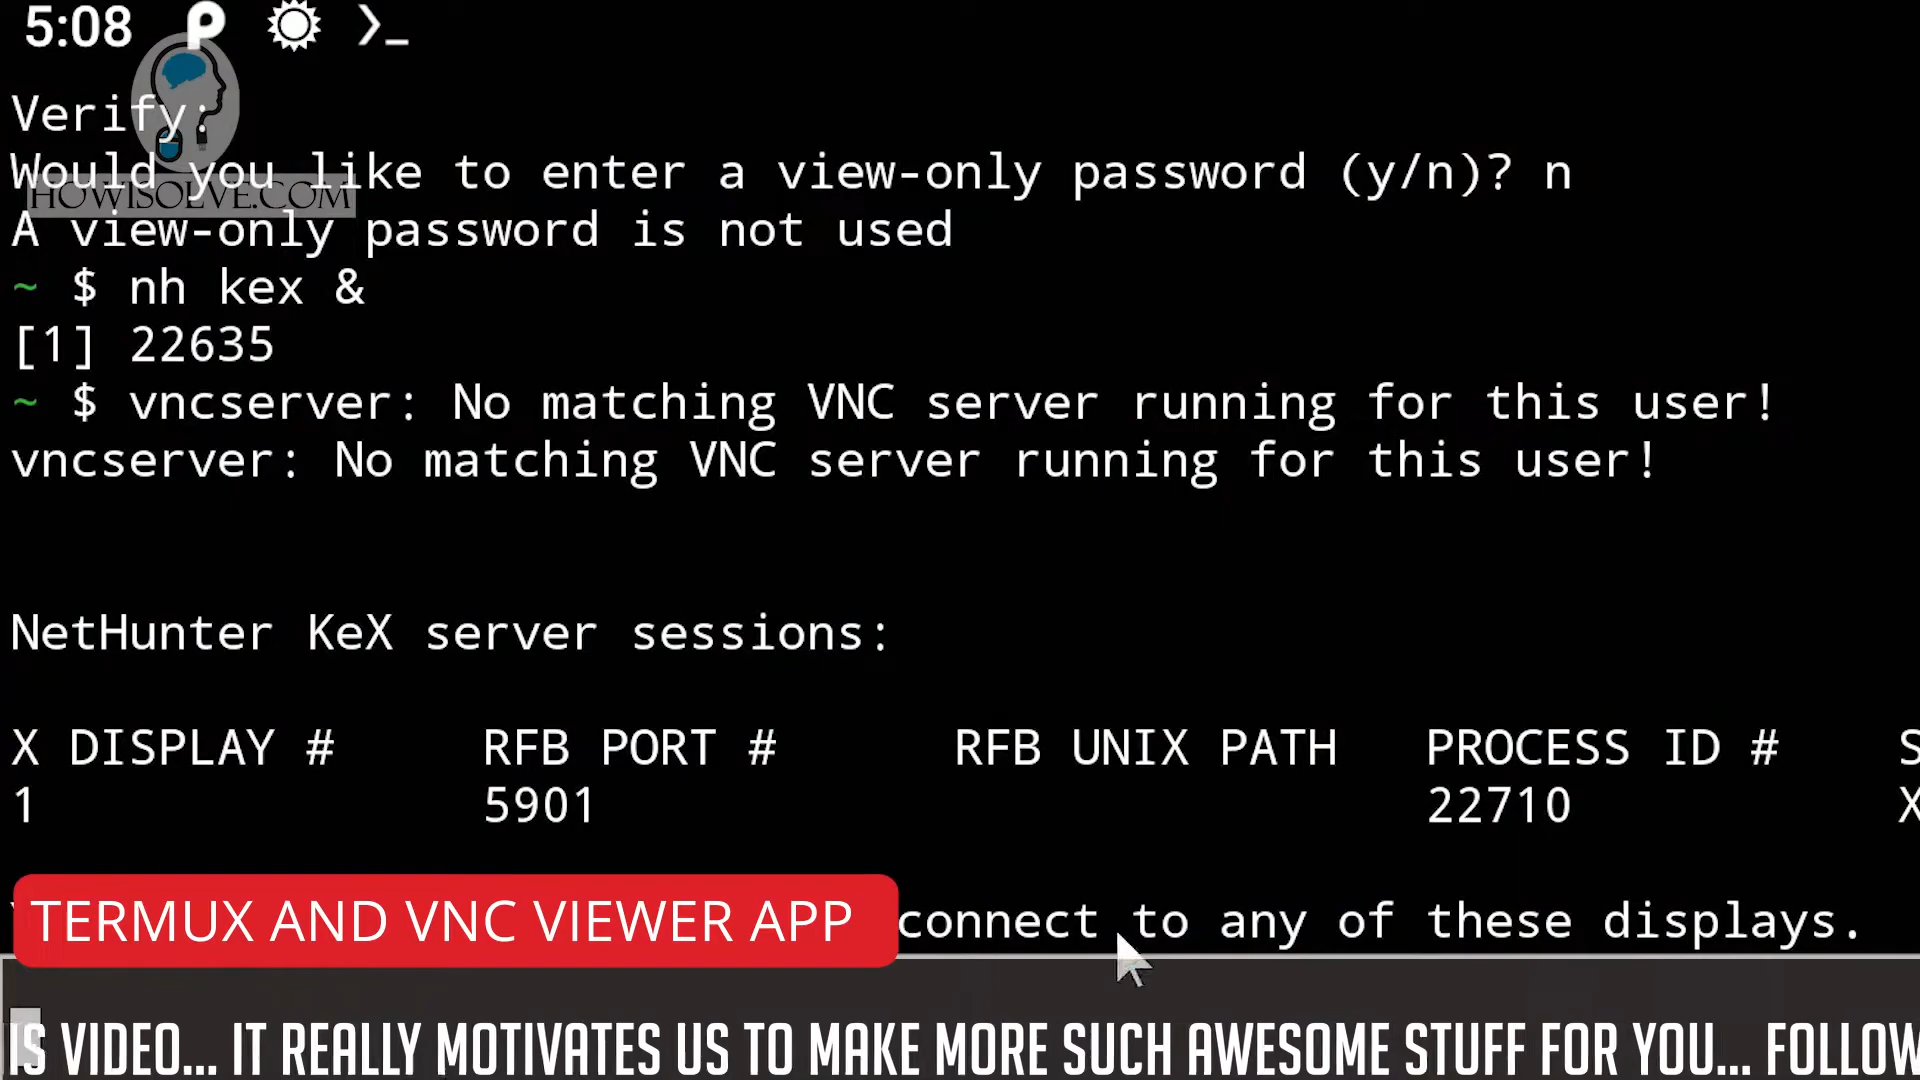 5:08
Verify:
Would you like to enter a view-only password (y/n)? n
HOWISOLVE.COM
A view-only password is not used
~ $ nh kex &
[1] 22635
~ $ vncserver: No matching VNC server running for this user!
vncserver: No matching VNC server running for this user!
NetHunter KeX server sessions:
X DISPLAY # RFB PORT # RFB UNIX PATH PROCESS ID # S
1 5901 22710 X
TERMUX AND VNC VIEWER APP connect to any of these displays.
IS VIDEO... IT REALLY MOTIVATES US TO MAKE MORE SUCH AWESOME STUFF FOR YOU... FOLLOW